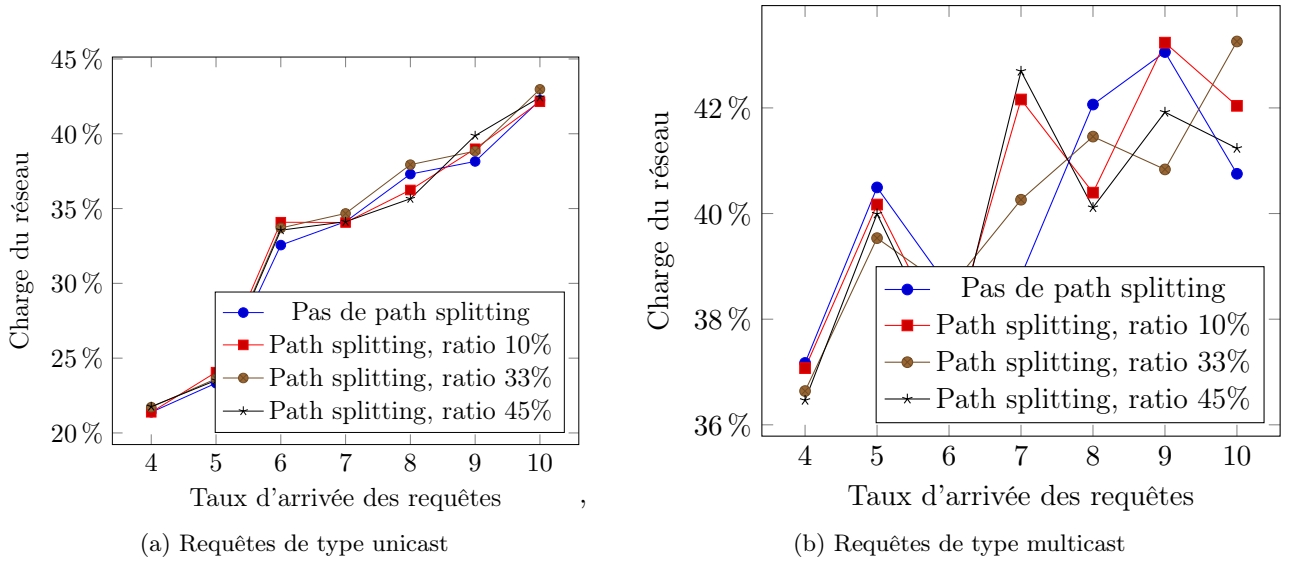 45 %
40 %
35 %
30 %
25 %
20 %
Charge du réseau
Pas de path splitting
Path splitting, ratio 10%
Path splitting, ratio 33%
Path splitting, ratio 45%
4 5 6 7 8 9 10
Taux d'arrivée des requêtes ,
(a) Requêtes de type unicast
42 %
40 %
38 %
36 %
Charge du réseau
Pas de path splitting
Path splitting, ratio 10%
Path splitting, ratio 33%
Path splitting, ratio 45%
4 5 6 7 8 9 10
Taux d'arrivée des requêtes
(b) Requêtes de type multicast